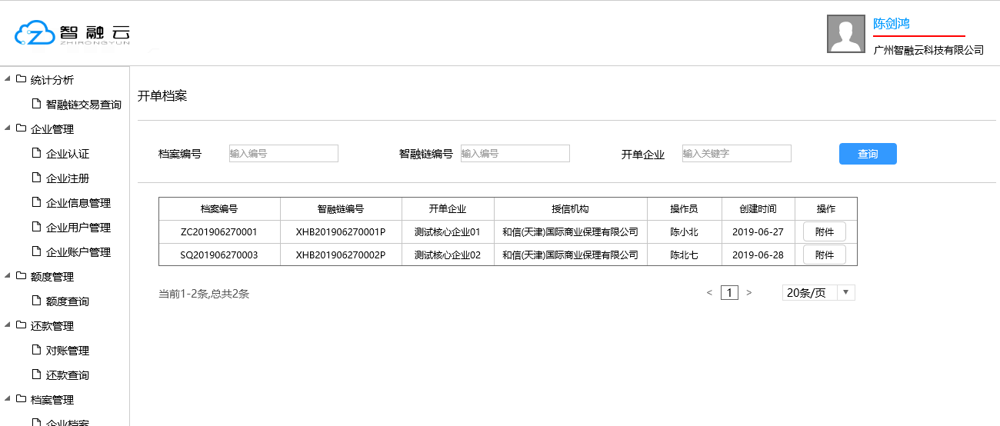 智融云
ZHIRONGYUN
陈剑鸿
广州智融云科技有限公司
统计分析
智融链交易查询
企业管理
企业认证
企业注册
企业信息管理
企业用户管理
企业账户管理
额度管理
额度查询
还款管理
对账管理
还款查询
档案管理
企业档案
开单档案
档案编号 输入编号 智融链编号 输入编号 开单企业 输入关键字 查询
档案编号 智融链编号 开单企业 授信机构 操作员 创建时间 操作
ZC201906270001 XHB201906270001P 测试核心企业01 和信(天津)国际商业保理有限公司 陈小北 2019-06-27 附件
SQ201906270003 XHB201906270002P 测试核心企业02 和信(天津)国际商业保理有限公司 陈北七 2019-06-28 附件
当前1-2条,总共2条 < 1 > 20条/页